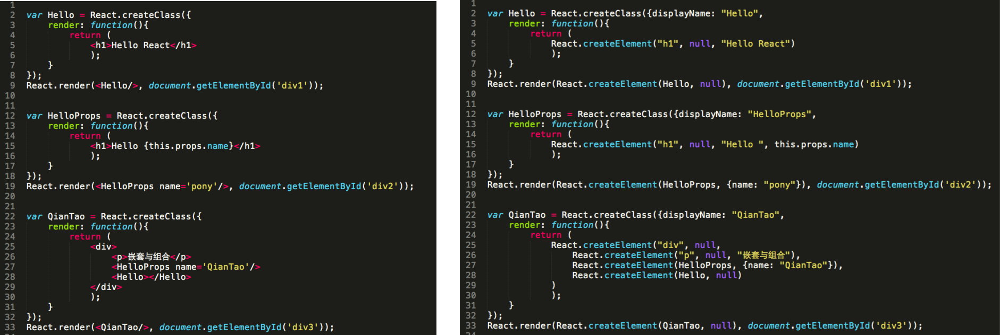 1
2 var Hello = React.createClass({
3     render: function(){
4         return (
5             <h1>Hello React</h1>
6             );
7     }
8 });
9 React.render(<Hello/>, document.getElementById('div1'));
10
11
12 var HelloProps = React.createClass({
13     render: function(){
14         return (
15             <h1>Hello {this.props.name}</h1>
16             );
17     }
18 });
19 React.render(<HelloProps name='pony'/>, document.getElementById('div2'));
20
21
22 var QianTao = React.createClass({
23     render: function(){
24         return (
25             <div>
26                 <p>嵌套与组合</p>
27                 <HelloProps name='QianTao'/>
28                 <Hello></Hello>
29             </div>
30             );
31     }
32 });
33 React.render(<QianTao/>, document.getElementById('div3'));
1
2 var Hello = React.createClass({displayName: "Hello",
3     render: function(){
4         return (
5             React.createElement("h1", null, "Hello React")
6             );
7     }
8 });
9 React.render(React.createElement(Hello, null), document.getElementById('div1'));
10
11
12 var HelloProps = React.createClass({displayName: "HelloProps",
13     render: function(){
14         return (
15             React.createElement("h1", null, "Hello ", this.props.name)
16             );
17     }
18 });
19 React.render(React.createElement(HelloProps, {name: "pony"}), document.getElementById('div2'));
20
21
22 var QianTao = React.createClass({displayName: "QianTao",
23     render: function(){
24         return (
25             React.createElement("div", null,
26                 React.createElement("p", null, "嵌套与组合"),
27                 React.createElement(HelloProps, {name: "QianTao"}),
28                 React.createElement(Hello, null)
29             )
30             );
31     }
32 });
33 React.render(React.createElement(QianTao, null), document.getElementById('div3'));